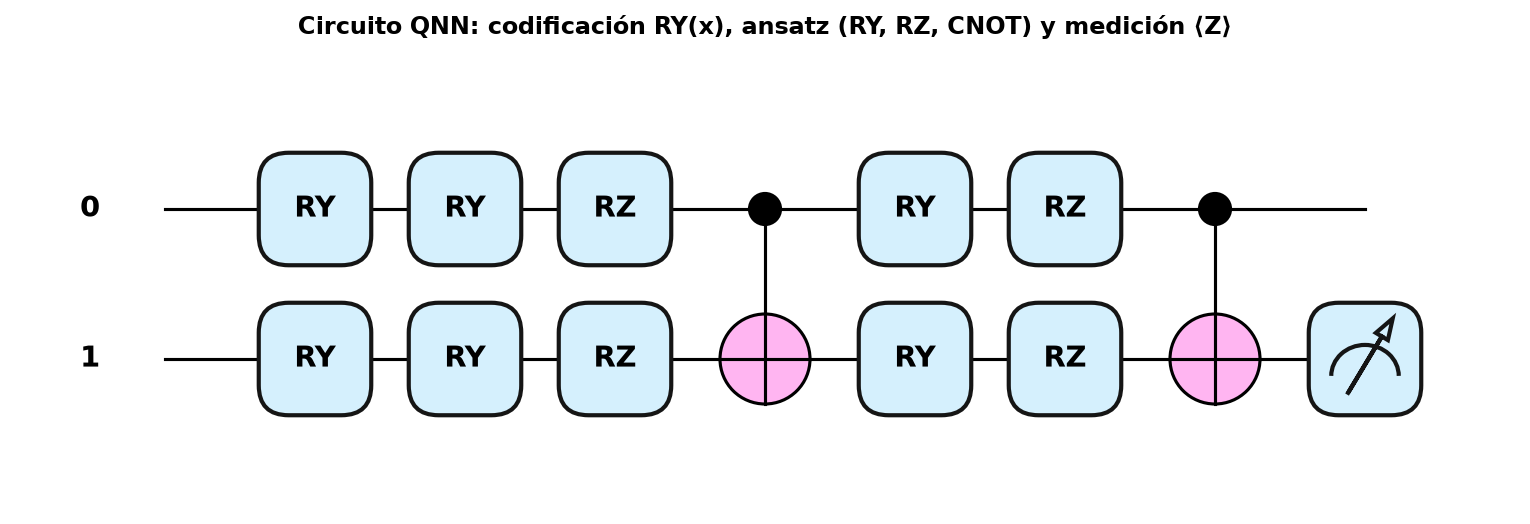 Circuito QNN: codificación RY(x), ansatz (RY, RZ, CNOT) y medición ⟨Z⟩
0 RY RY RZ RY RZ
1 RY RY RZ RY RZ